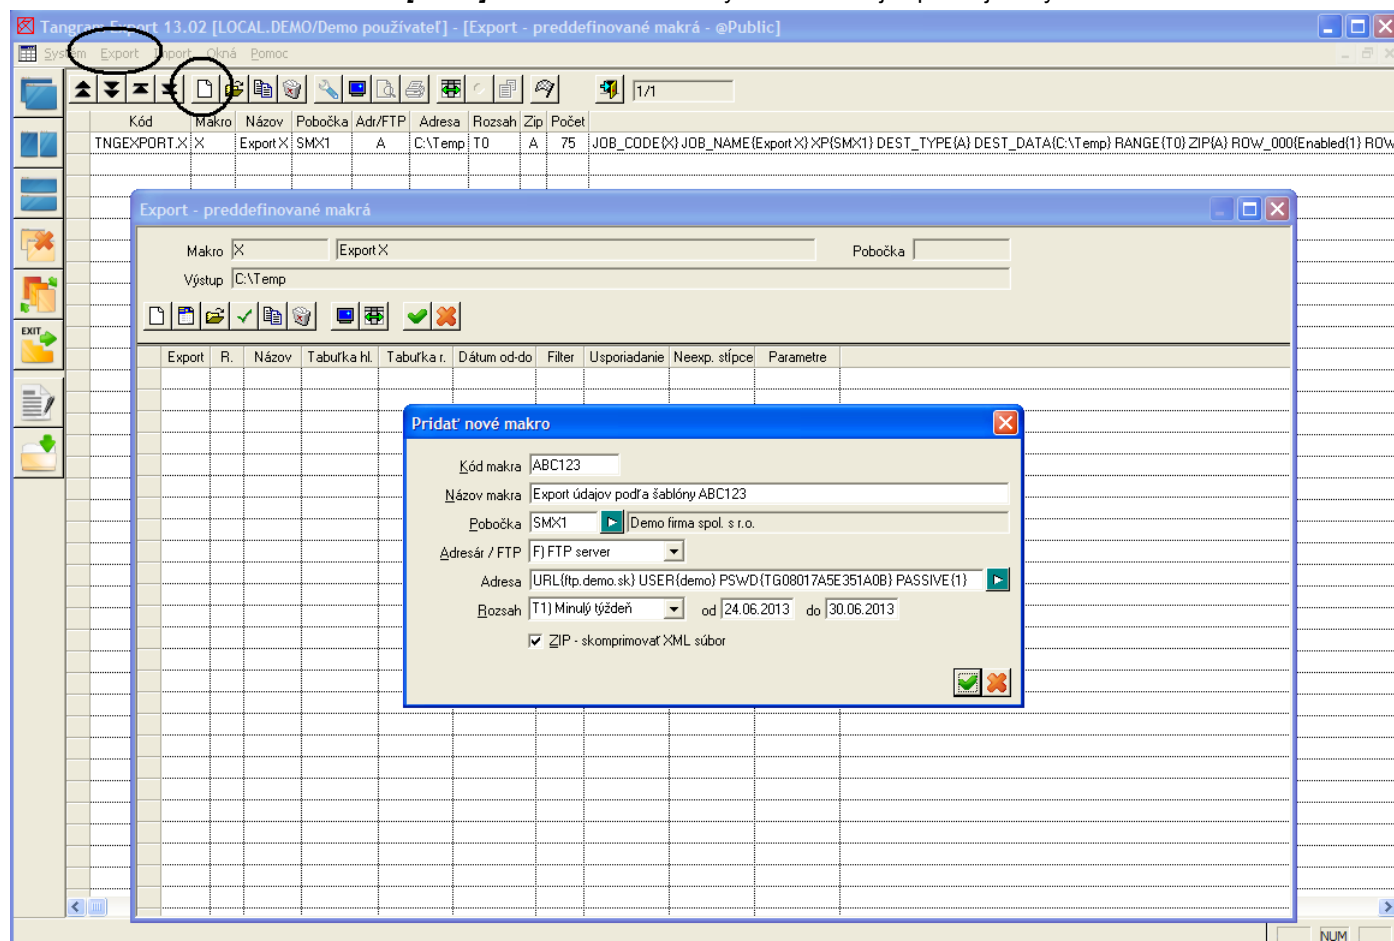 Tangram Export 13.02 [LOCAL.DEMO/Demo používateľ] - [Export - preddefinované makrá - @Public]
Systém Export Import Okná Pomoc
1/1
Kód Makro Názov Pobočka Adr/FTP Adresa Rozsah Zip Počet
TNGEXPORT.X X Export X SMX1 A C:\Temp T0 A 75 JOB_CODE{X} JOB_NAME{Export X} XP{SMX1} DEST_TYPE{A} DEST_DATA{C:\Temp} RANGE{T0} ZIP{A} ROW_000{Enabled{1} ROW
Export - preddefinované makrá
Makro X Export X Pobočka
Výstup C:\Temp
EXIT
Export R. Názov Tabuľka hl. Tabuľka r. Dátum od-do Filter Usporiadanie Neexp. stĺpce Parametre
Pridať nové makro
Kód makra ABC123
Názov makra Export údajov podľa šablóny ABC123
Pobočka SMX1 Demo firma spol. s r.o.
Adresár / FTP F) FTP server
Adresa URL{ftp.demo.sk} USER{demo} PSWD{TG08017A5E351A0B} PASSIVE{1}
Rozsah T1) Minulý týždeň od 24.06.2013 do 30.06.2013
ZIP - skomprimovať XML súbor
NUM